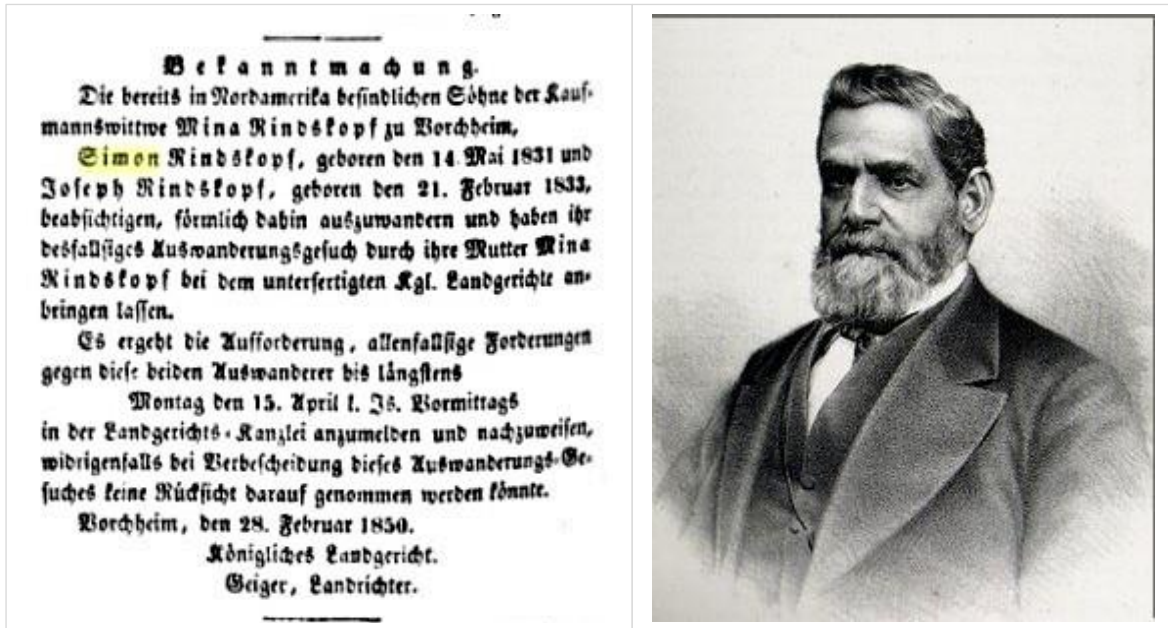 Bekanntmachung.
Die bereits in Nordamerika befindlichen Söhne der Kauf-
mannswittwe Mina Rindskopf zu Vorchheim,
Simon Rindskopf, geboren den 14. Mai 1831 und
Joseph Rindskopf, geboren den 21. Februar 1833,
beabsichtigen, förmlich dahin auszuwandern und haben ihr
desfallsiges Auswanderungsgesuch durch ihre Mutter Mina
Rindskopf bei dem unterfertigten Kgl. Landgerichte an-
bringen lassen.
Es ergeht die Aufforderung, allenfallsige Forderungen
gegen diese beiden Auswanderer bis längstens
Montag den 15. April l. Js. Vormittags
in der Landgerichts-Kanzlei anzumelden und nachzuweisen,
widrigenfalls bei Verbescheidung dieses Auswanderungs-Ge-
suches keine Rücksicht darauf genommen werden könnte.
Vorchheim, den 28. Februar 1850.
Königliches Landgericht.
Geiger, Landrichter.